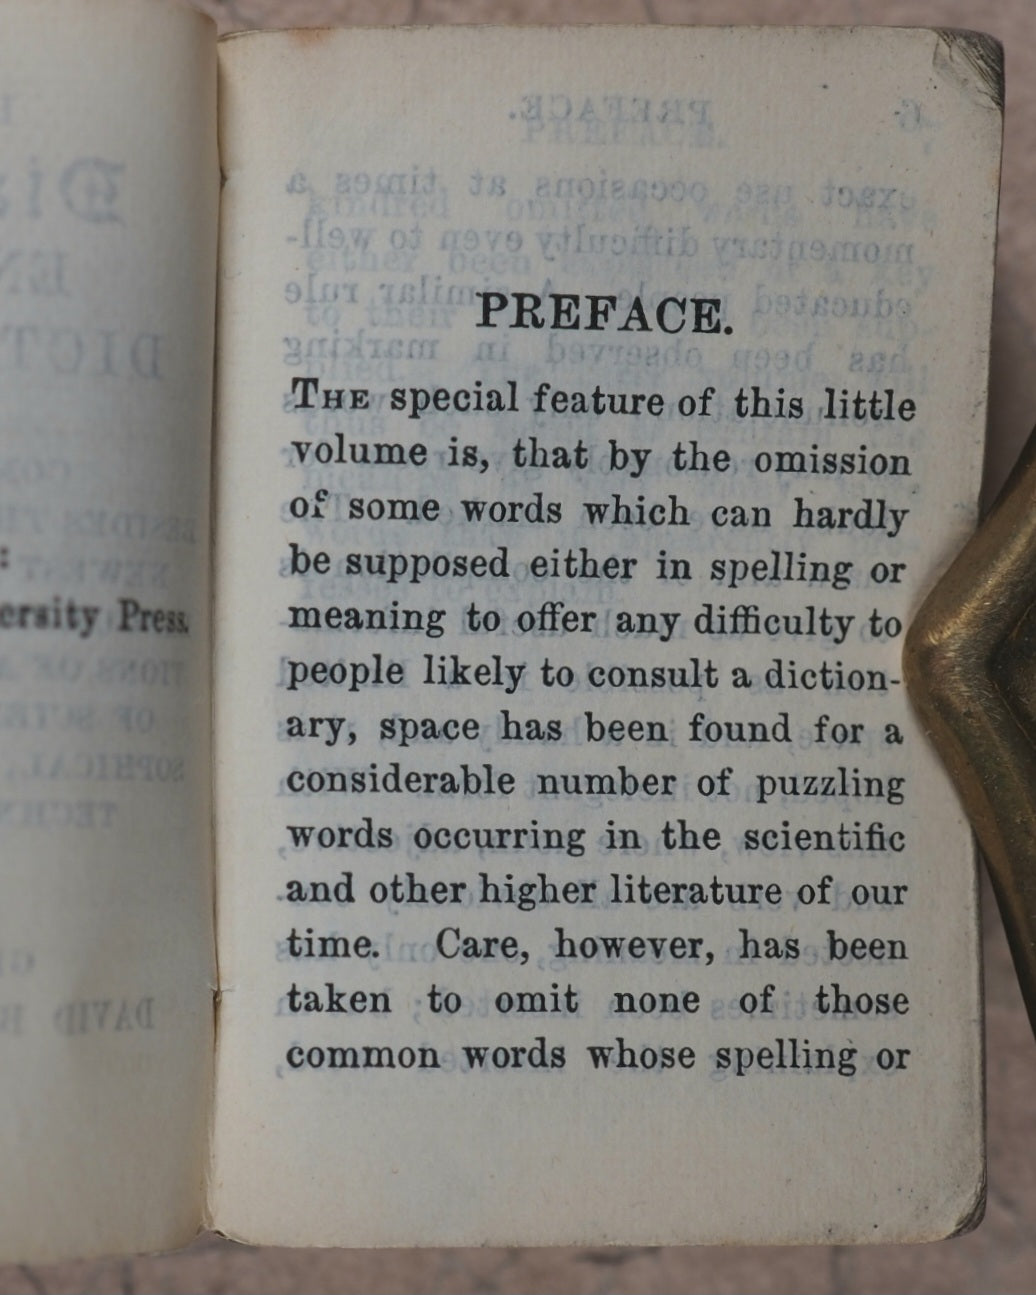 ersity Press.
PREFACE.
THE special feature of this little
volume is, that by the omission
of some words which can hardly
be supposed either in spelling or
meaning to offer any difficulty to
people likely to consult a diction-
ary, space has been found for a
considerable number of puzzling
words occurring in the scientific
and other higher literature of our
time. Care, however, has been
taken to omit none of those
common words whose spelling or